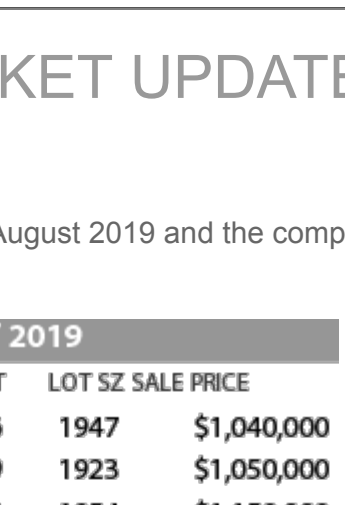 KET UPDATE
August 2019 and the comp
2019
LOT SZ SALE PRICE
1947 $1,040,000
1923 $1,050,000